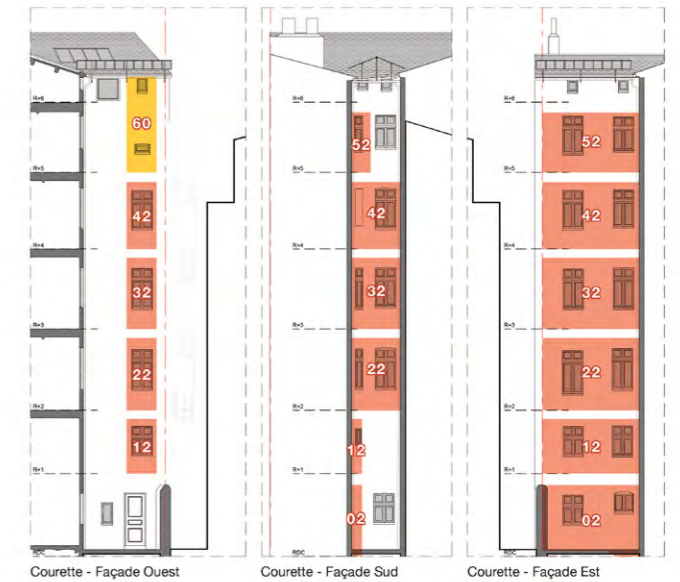 R+6
60
R+5
42
R+4
32
R+3
22
R+2
12
R+1
RDC
Courette - Façade Ouest
R+6
52
R+5
42
R+4
32
R+3
22
R+2
12
R+1
02
RDC
Courette - Façade Sud
R+6
52
R+5
42
R+4
32
R+3
22
R+2
12
R+1
02
RDC
Courette - Façade Est